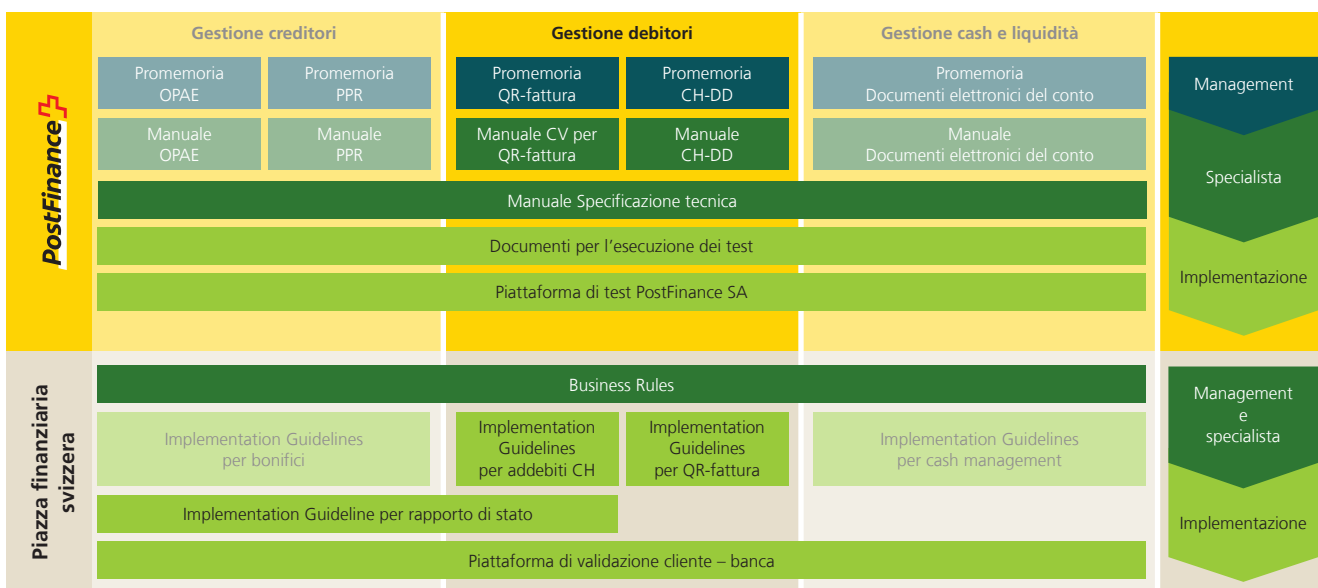 Gestione creditori
Gestione debitori
Gestione cash e liquidità
PostFinance
Promemoria
OPAE
Promemoria
PPR
Promemoria
QR-fattura
Promemoria
CH-DD
Promemoria
Documenti elettronici del conto
Management
Manuale
OPAE
Manuale
PPR
Manuale CV per
QR-fattura
Manuale
CH-DD
Manuale
Documenti elettronici del conto
Specialista
Manuale Specificazione tecnica
Documenti per l'esecuzione dei test
Implementazione
Piattaforma di test PostFinance SA
Piazza finanziaria
svizzera
Business Rules
Management
e
specialista
Implementation Guidelines
per bonifici
Implementation
Guidelines
per addebiti CH
Implementation
Guidelines
per QR-fattura
Implementation Guidelines
per cash management
Implementation Guideline per rapporto di stato
Implementazione
Piattaforma di validazione cliente – banca